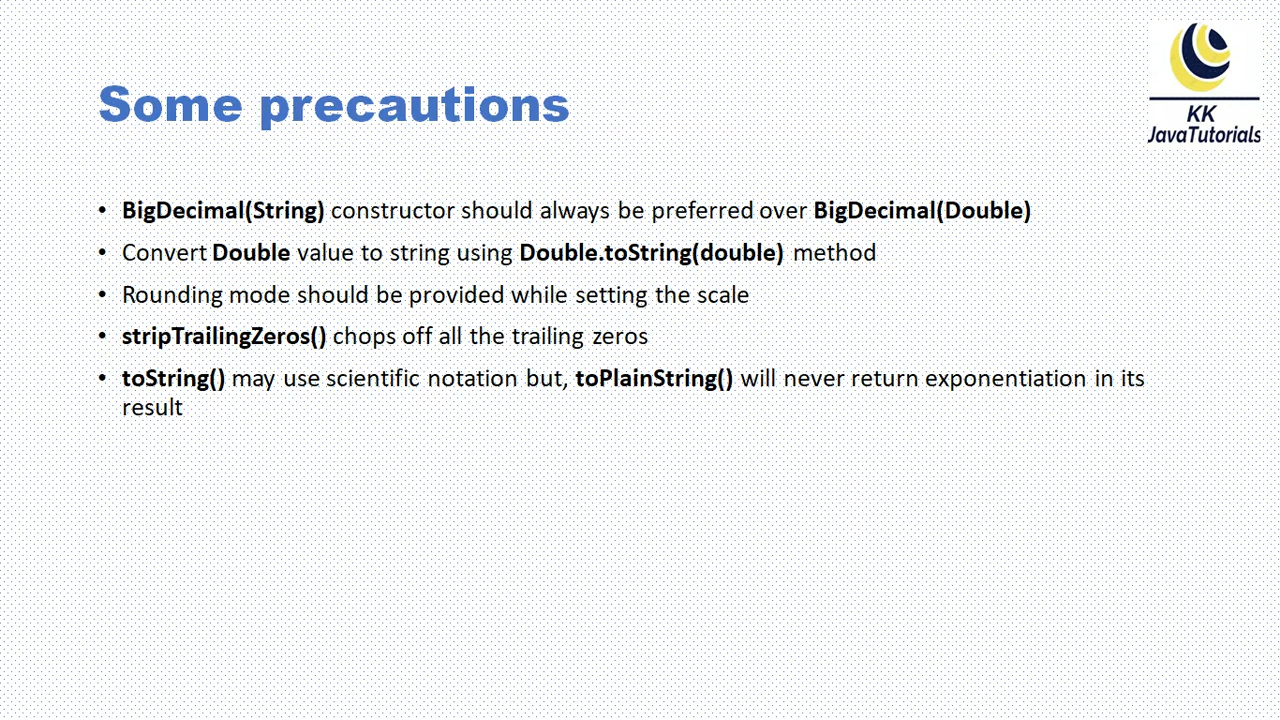 Some precautions
KK
JavaTutorials
• BigDecimal(String) constructor should always be preferred over BigDecimal(Double)
• Convert Double value to string using Double.toString(double) method
• Rounding mode should be provided while setting the scale
• stripTrailingZeros() chops off all the trailing zeros
• toString() may use scientific notation but, toPlainString() will never return exponentiation in its
result